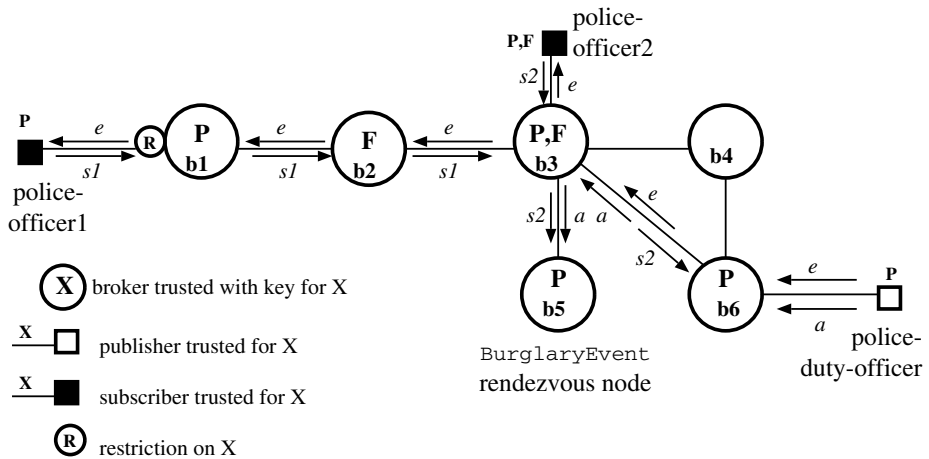 police-
officer2
P,F
s2
e
P
e
R
P
b1
e
F
b2
e
P,F
b3
b4
s1
s1
s1
police-
officer1
s2
a
a
e
s2
P
b5
P
b6
e
P
a
police-
duty-officer
BurglaryEvent
rendezvous node
X
broker trusted with key for X
X
publisher trusted for X
X
subscriber trusted for X
R
restriction on X